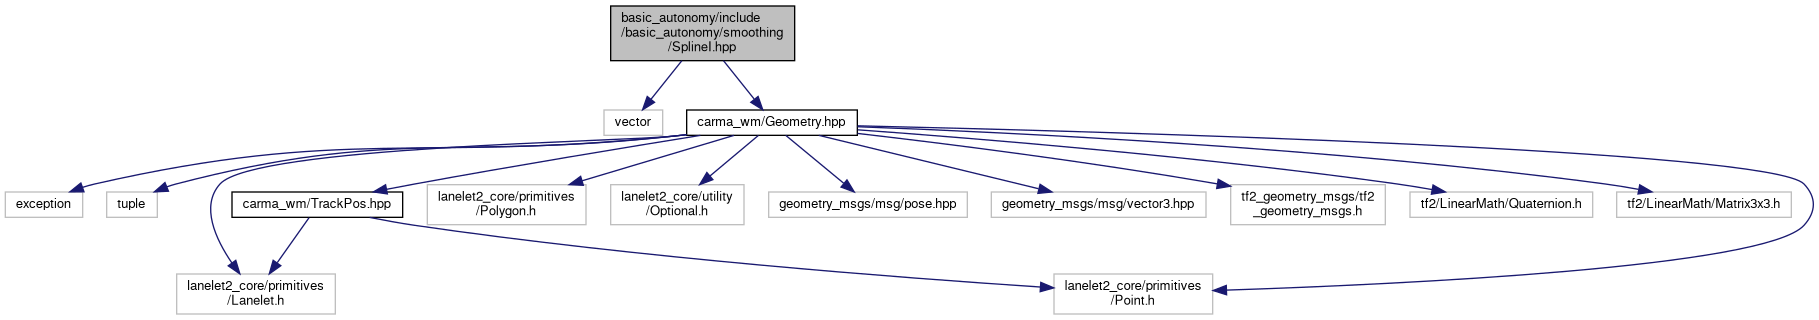 basic_autonomy/include
/basic_autonomy/smoothing
/SplineI.hpp
vector
carma_wm/Geometry.hpp
exception
tuple
carma_wm/TrackPos.hpp
lanelet2_core/primitives
/Polygon.h
lanelet2_core/utility
/Optional.h
geometry_msgs/msg/pose.hpp
geometry_msgs/msg/vector3.hpp
tf2_geometry_msgs/tf2
_geometry_msgs.h
tf2/LinearMath/Quaternion.h
tf2/LinearMath/Matrix3x3.h
lanelet2_core/primitives
/Lanelet.h
lanelet2_core/primitives
/Point.h